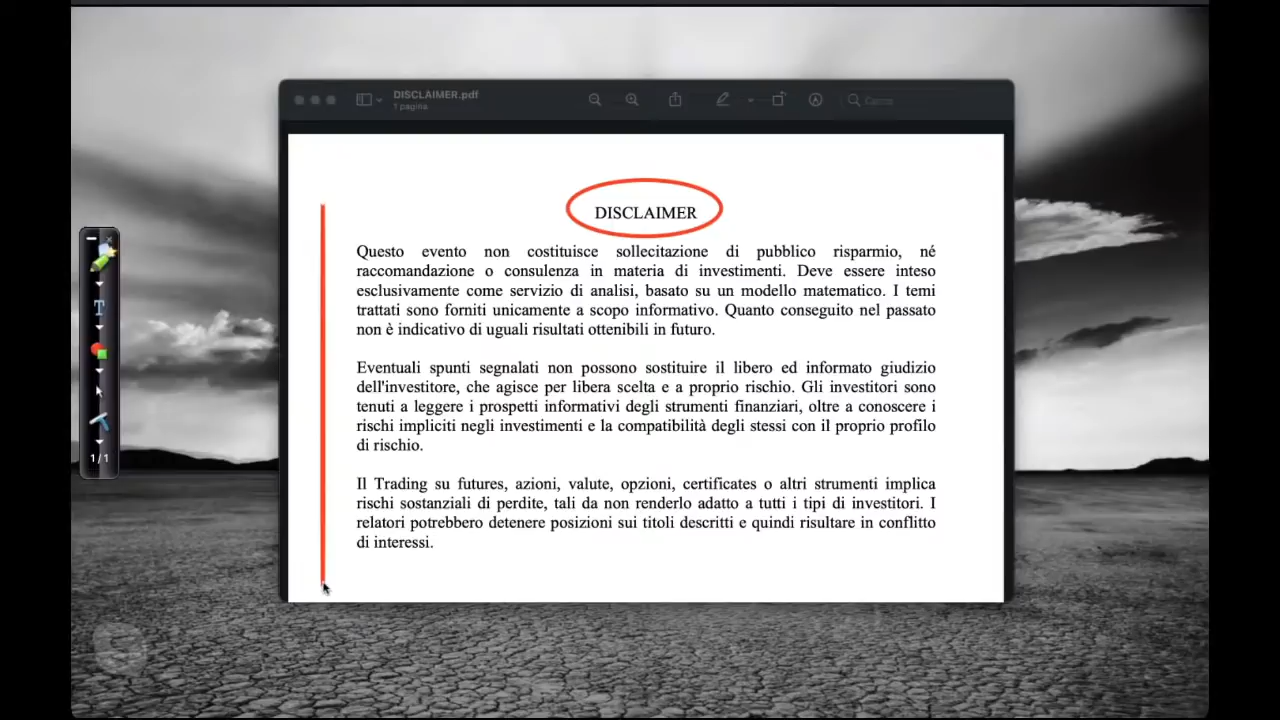 DISCLAIMER.pdf
1 pagina
Cerca
DISCLAIMER
Questo evento non costituisce sollecitazione di pubblico risparmio, né
raccomandazione o consulenza in materia di investimenti. Deve essere inteso
esclusivamente come servizio di analisi, basato su un modello matematico. I temi
trattati sono forniti unicamente a scopo informativo. Quanto conseguito nel passato
non è indicativo di uguali risultati ottenibili in futuro.
Eventuali spunti segnalati non possono sostituire il libero ed informato giudizio
dell'investitore, che agisce per libera scelta e a proprio rischio. Gli investitori sono
tenuti a leggere i prospetti informativi degli strumenti finanziari, oltre a conoscere i
rischi impliciti negli investimenti e la compatibilità degli stessi con il proprio profilo
di rischio.
Il Trading su futures, azioni, valute, opzioni, certificates o altri strumenti implica
rischi sostanziali di perdite, tali da non renderlo adatto a tutti i tipi di investitori. I
relatori potrebbero detenere posizioni sui titoli descritti e quindi risultare in conflitto
di interessi.
T
1/1